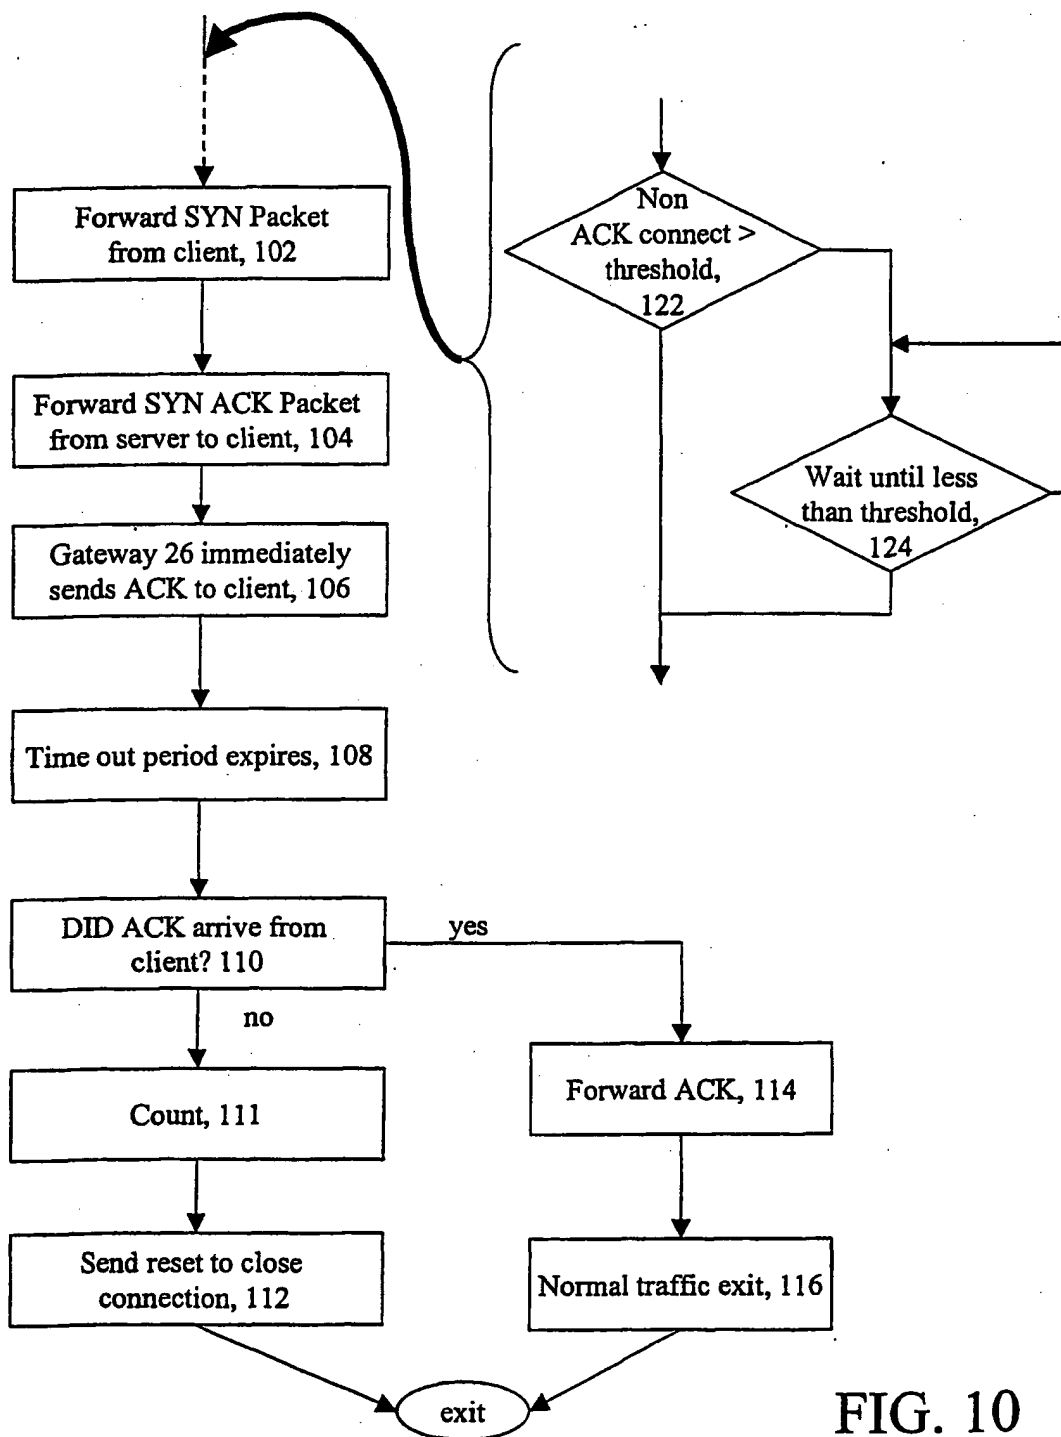 Forward SYN Packet
from client, 102
Forward SYN ACK Packet
from server to client, 104
Gateway 26 immediately
sends ACK to client, 106
Time out period expires, 108
DID ACK arrive from
client? 110
yes
no
Count, 111
Send reset to close
connection, 112
Forward ACK, 114
Normal traffic exit, 116
exit
Non
ACK connect >
threshold,
122
Wait until less
than threshold,
124
FIG. 10